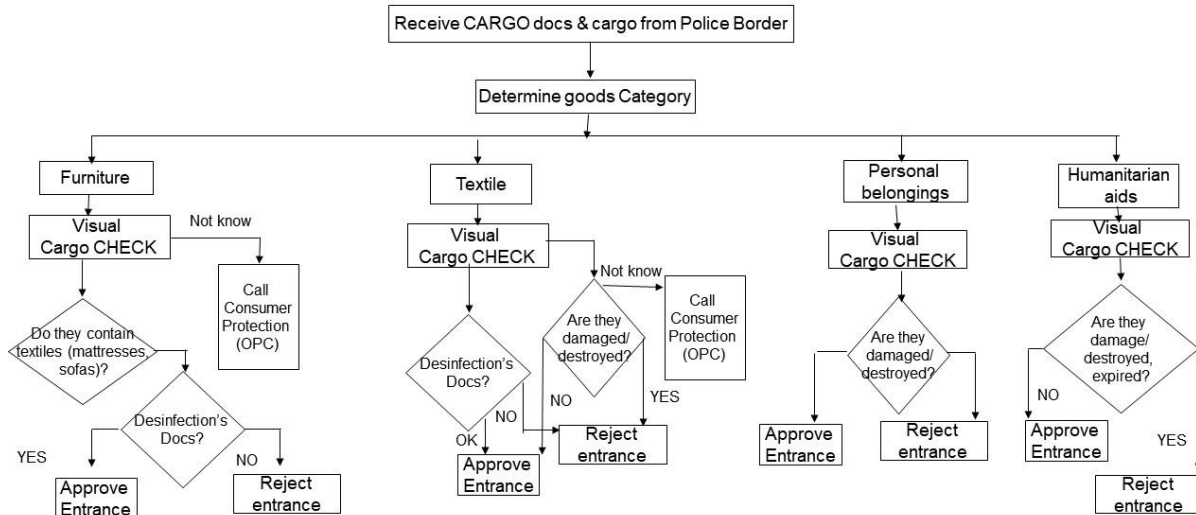 Receive CARGO docs & cargo from Police Border
Determine goods Category
Furniture
Visual
Cargo CHECK
Not know
Call
Consumer
Protection
(OPC)
Do they contain
textiles (mattresses,
sofas)?
Desinfection's
Docs?
YES
NO
Approve
Entrance
Reject
entrance
Textile
Visual
Cargo CHECK
Not know
Call
Consumer
Protection
(OPC)
Are they
damaged/
destroyed?
Desinfection's
Docs?
NO
NO
YES
OK
Approve
Entrance
Reject
entrance
Personal
belongings
Visual
Cargo CHECK
Are they
damaged/
destroyed?
Approve
Entrance
Reject
entrance
Humanitarian
aids
Visual
Cargo CHECK
Are they
damage/
destroyed,
expired?
NO
Approve
Entrance
YES
Reject
entrance